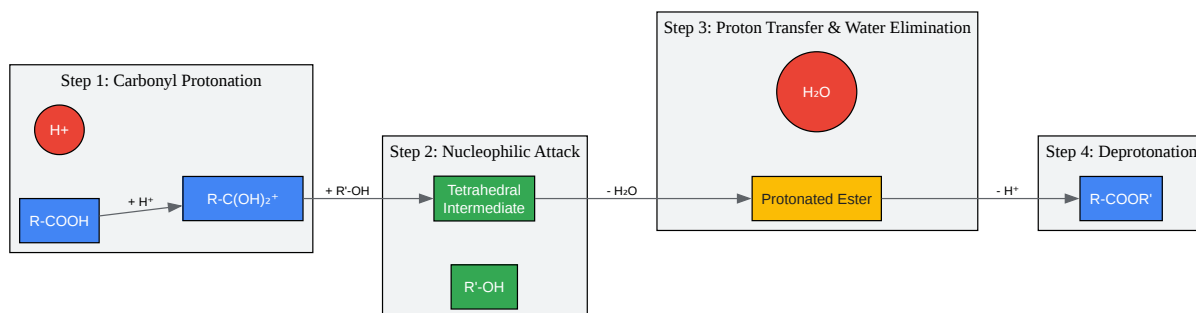 Step 1: Carbonyl Protonation
H+
R-COOH
+ H⁺
R-C(OH)₂⁺
+ R'-OH
Step 2: Nucleophilic Attack
Tetrahedral
Intermediate
R'-OH
- H₂O
Step 3: Proton Transfer & Water Elimination
H₂O
Protonated Ester
- H⁺
Step 4: Deprotonation
R-COOR'